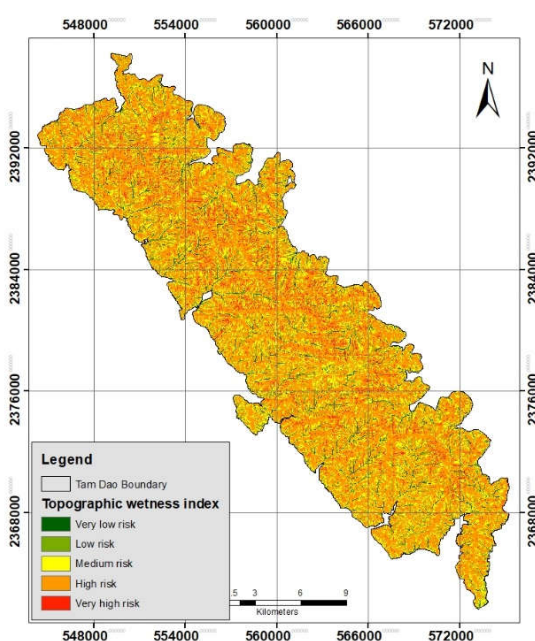 548000 554000 560000 566000 572000
N
2392000 2392000
2384000 2384000
2376000 2376000
2368000 2368000
Legend
Tam Dao Boundary
Topographic wetness index
Very low risk
Low risk
Medium risk
High risk
Very high risk
.5 3 6 9
Kilometers
548000 554000 560000 566000 572000